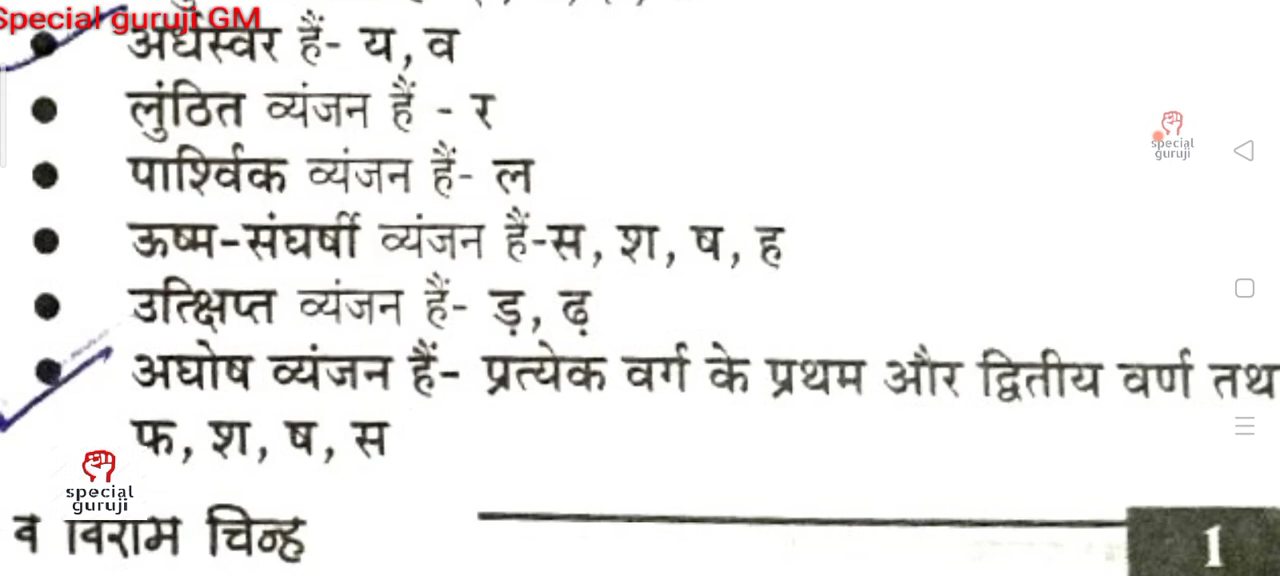 Special guruji GM
• अर्धस्वर हैं- य, व
• लुंठित व्यंजन हैं - र
special
guruji
• पार्श्विक व्यंजन हैं- ल
• ऊष्म-संघर्षी व्यंजन हैं-स, श, ष, ह
• उत्क्षिप्त व्यंजन हैं- ड़, ढ़
• अघोष व्यंजन हैं- प्रत्येक वर्ग के प्रथम और द्वितीय वर्ण तथ
फ, श, ष, स
special
guruji
व विराम चिन्ह
1